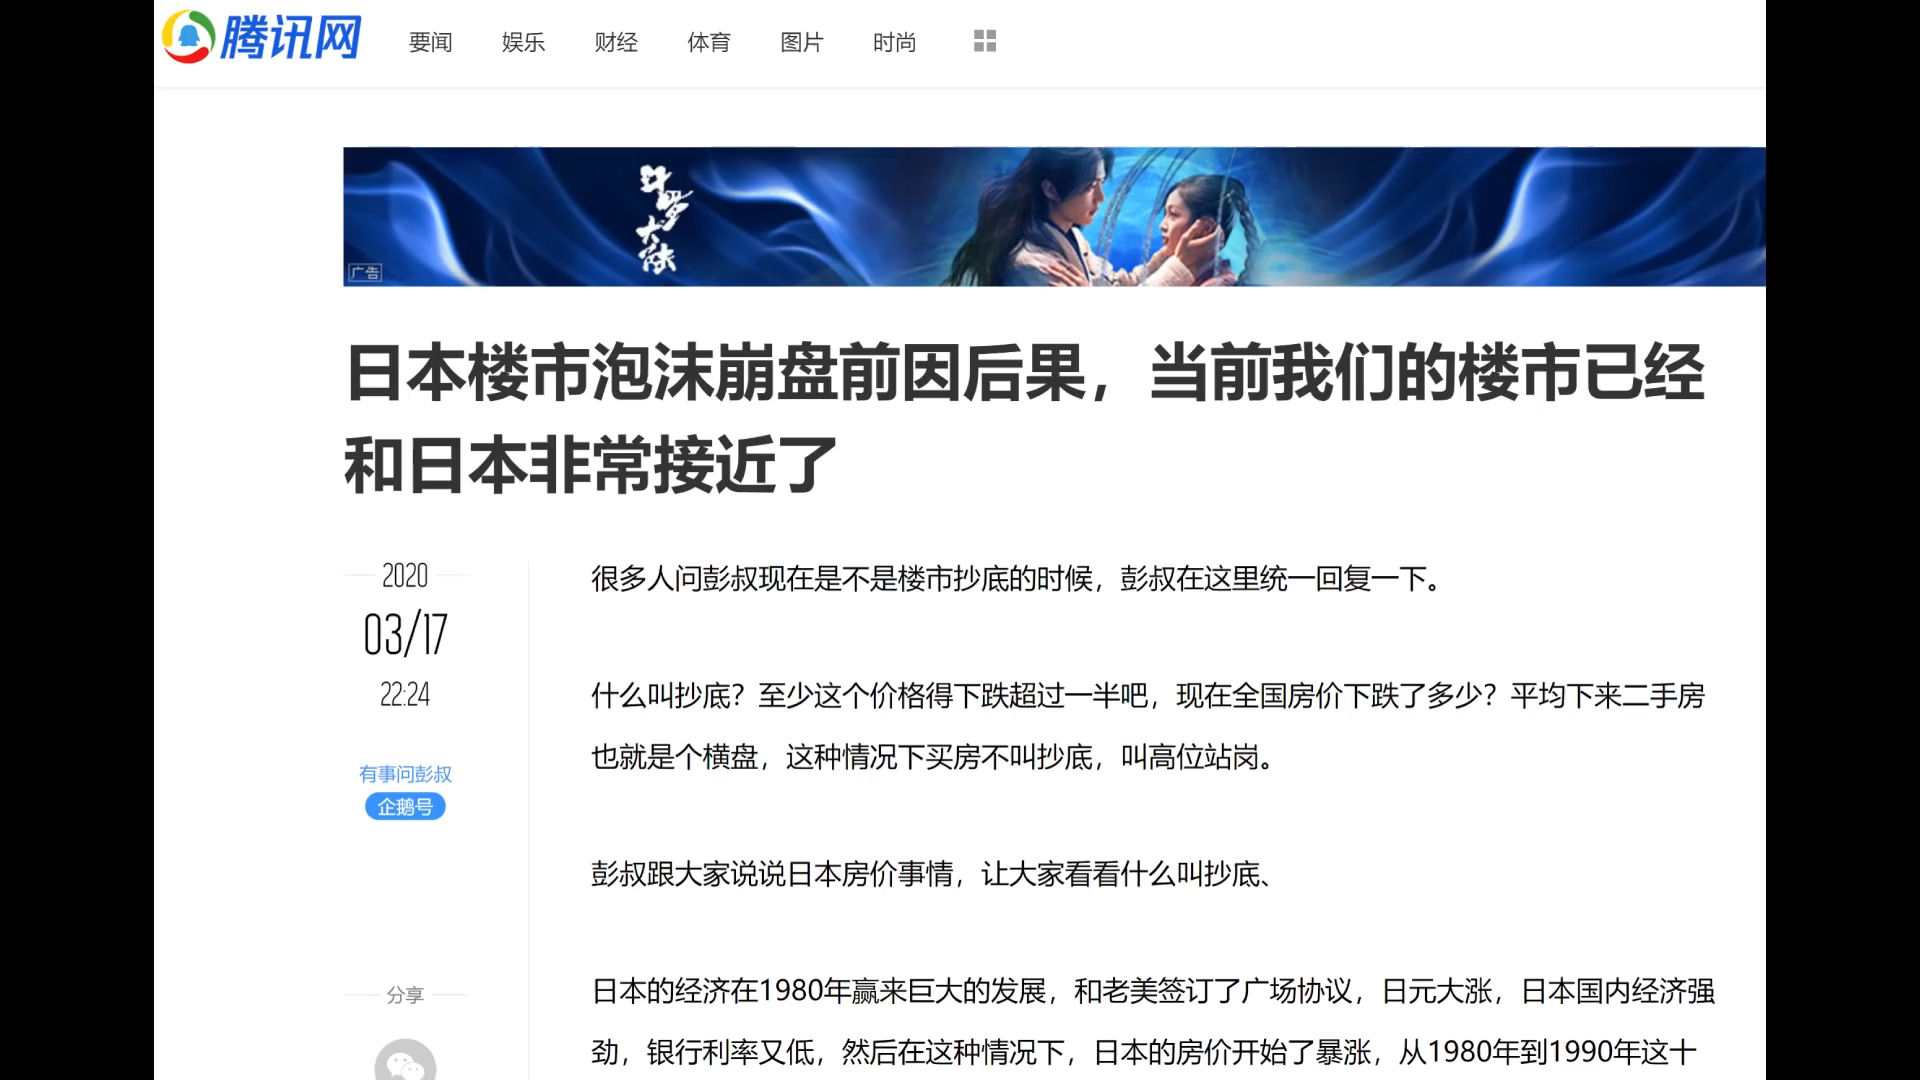 腾讯网
要闻
娱乐
财经
体育
图片
时尚
斗罗大陆
广告
日本楼市泡沫崩盘前因后果，当前我们的楼市已经
和日本非常接近了
2020
03/17
22:24
有事问彭叔
企鹅号
分享
很多人问彭叔现在是不是楼市抄底的时候，彭叔在这里统一回复一下。
什么叫抄底？至少这个价格得下跌超过一半吧，现在全国房价下跌了多少？平均下来二手房
也就是个横盘，这种情况下买房不叫抄底，叫高位站岗。
彭叔跟大家说说日本房价事情，让大家看看什么叫抄底、
日本的经济在1980年赢来巨大的发展，和老美签订了广场协议，日元大涨，日本国内经济强
劲，银行利率又低，然后在这种情况下，日本的房价开始了暴涨，从1980年到1990年这十